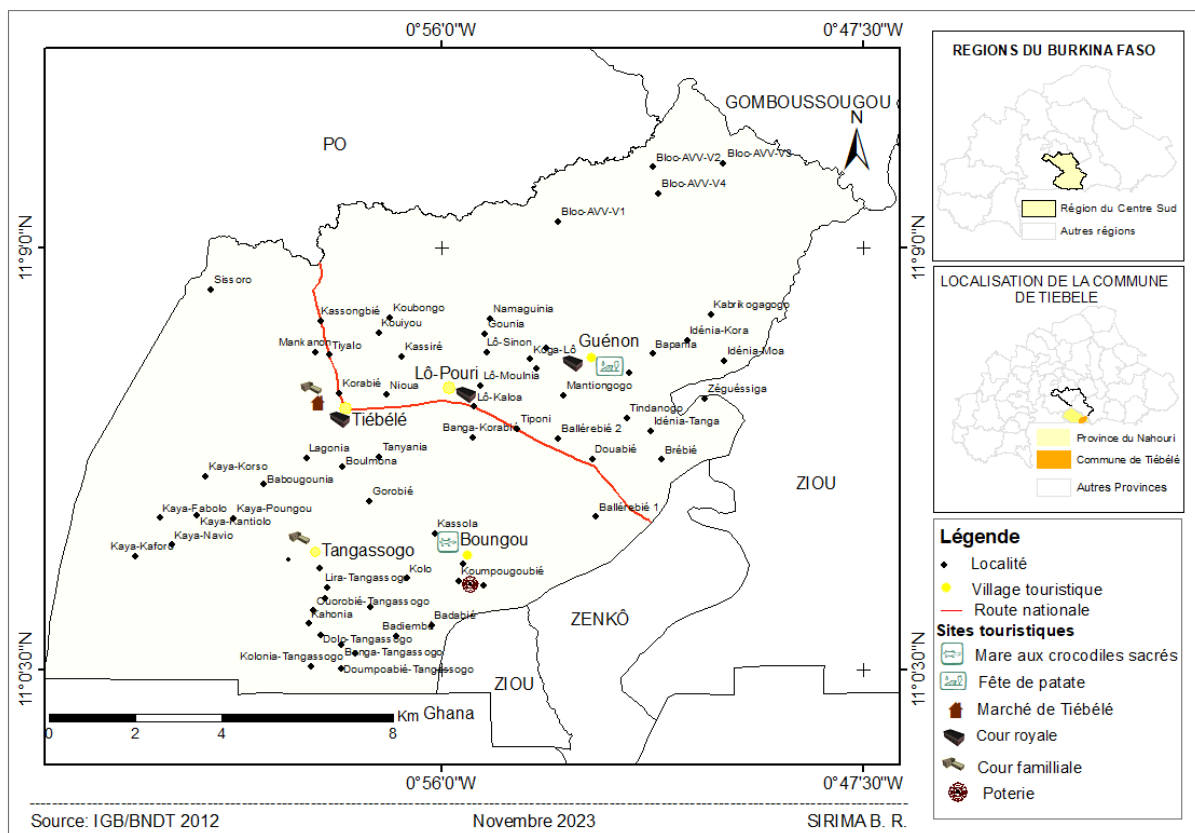 0°56'0"W
0°47'30"W
GOMBOUSSOUGOU
N
PO
Bloc-AVV-V2
Bloc-AVV-V3
Bloc-AVV-V4
Bloc-AVV-V1
11°9'0"N
11°9'0"N
Sissoro
Kassongbié
Koubongo
Kouiyou
Namaguinia
Gounia
Kabrikogagogo
Mankanon
Tiyalo
Kassiré
Lô-Sinon
Koga-Lô
Guénon
Bapania
Idénia-Kora
Idénia-Moa
Korabié
Nioua
Lô-Pouri
Lô-Moulnia
Mantiongogo
Zéguéssiga
Tiébélé
Lô-Kaloa
Tiponi
Tindanogo
Banga-Korabié
Ballérebié 2
Idénia-Tanga
Lagonia
Tanyania
Boulmona
Douabié
Brébié
Kaya-Korso
Babougounia
ZIOU
Gorobié
Kaya-Fabolo
Kaya-Kantiolo
Kaya-Poungou
Ballérebié 1
Kaya-Navio
Kassola
Kaya-Kaforo
Tangassogo
Boungou
Lira-Tangassogo
Kolo
Koumpougoubié
Ouorobié-Tangassogo
Kahonia
Badiemba
Badabié
ZENKÔ
Dolo-Tangassogo
Banga-Tangassogo
Kolonia-Tangassogo
Doumpoabié-Tangassogo
11°0'30"N
11°0'30"N
ZIOU
Km
Ghana
0
2
4
8
0°56'0"W
0°47'30"W
Source: IGB/BNDT 2012
Novembre 2023
SIRIMA B. R.
REGIONS DU BURKINA FASO
Région du Centre Sud
Autres régions
LOCALISATION DE LA COMMUNE
DE TIEBELE
Province du Nahouri
Commune de Tiébélé
Autres Provinces
Légende
Localité
Village touristique
Route nationale
Sites touristiques
Mare aux crocodiles sacrés
Fête de patate
Marché de Tiébélé
Cour royale
Cour familliale
Poterie